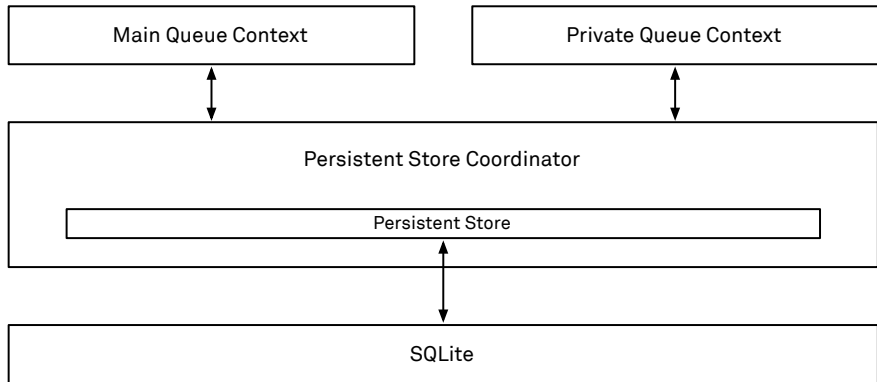 Main Queue Context
Private Queue Context
Persistent Store Coordinator
Persistent Store
SQLite